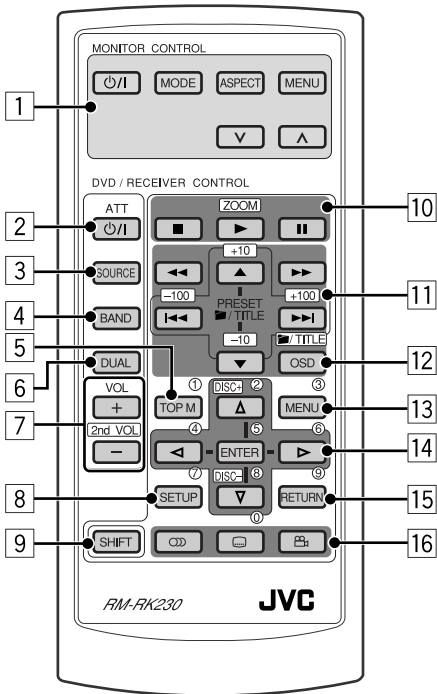 MONITOR CONTROL
1
⏻/I MODE ASPECT MENU
∨ ∧
DVD / RECEIVER CONTROL
ATT ZOOM 10
2 ⏻/I ■ ► ❚❚
+10
3 SOURCE ◄◄ ▲ ►►
–100 PRESET +100 11
4 BAND |◄◄ /TITLE ►►|
5 –10 /TITLE
6 DUAL ▼ OSD 12
7 VOL ① DISC+ ② ③
+ TOP M ∆ MENU 13
2nd VOL ④ ⑤ ⑥
– ◅ ENTER ▻ 14
⑦ DISC– ⑧ ⑨
8 SETUP ∇ RETURN 15
⓪
9 SHIFT 16
RM-RK230 JVC